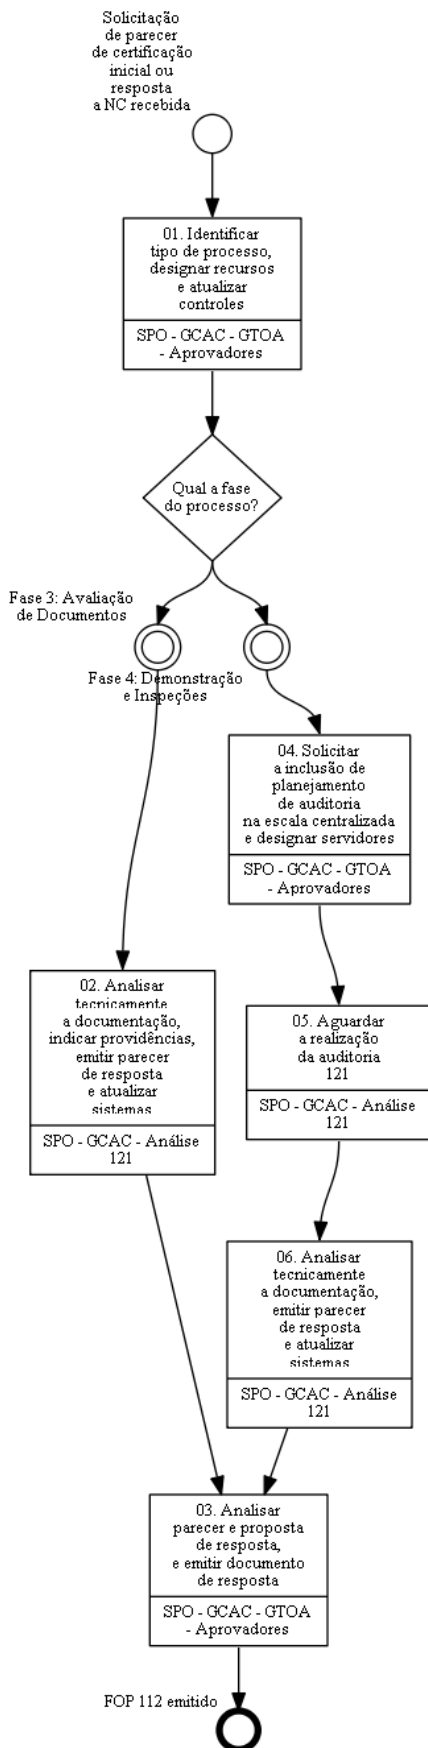 Solicitação
de parecer
de certificação
inicial ou
resposta
a NC recebida
01. Identificar
tipo de processo,
designar recursos
e atualizar
controles
SPO - GCAC - GTOA
- Aprovadores
Qual a fase
do processo?
Fase 3: Avaliação
de Documentos
Fase 4: Demonstração
e Inspeções
04. Solicitar
a inclusão de
planejamento
de auditoria
na escala centralizada
e designar servidores
SPO - GCAC - GTOA
- Aprovadores
02. Analisar
tecnicamente
a documentação,
indicar providências,
emitir parecer
de resposta
e atualizar
sistemas
SPO - GCAC - Análise
121
05. Aguardar
a realização
da auditoria
121
SPO - GCAC - Análise
121
06. Analisar
tecnicamente
a documentação,
emitir parecer
de resposta
e atualizar
sistemas
SPO - GCAC - Análise
121
03. Analisar
parecer e proposta
de resposta,
e emitir documento
de resposta
SPO - GCAC - GTOA
- Aprovadores
FOP 112 emitido